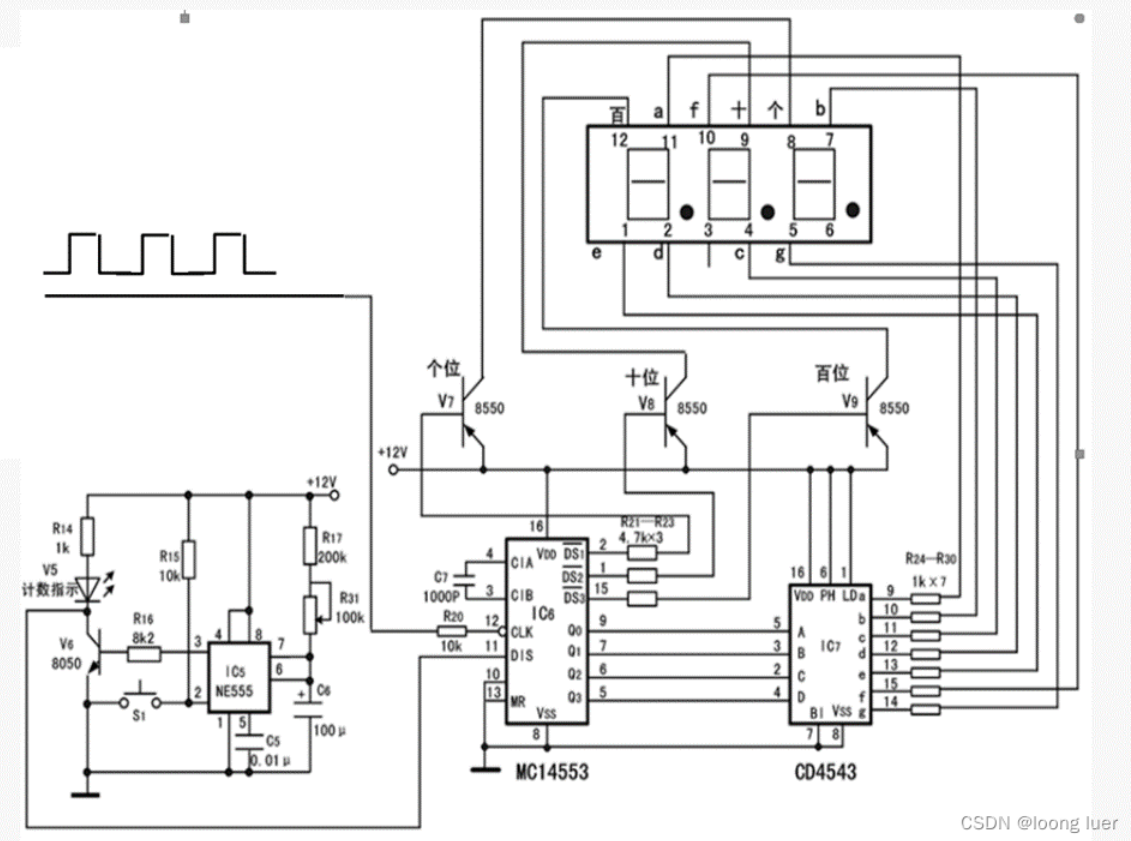 百 a f 十 个 b
12 11 10 9 8 7
1 2 3 4 5 6
e d c g
个位
V7
8550
十位
V8
8550
百位
V9
8550
+12V
+12V
R14
1k
V5
计数指示
R15
10k
R17
200k
R31
100k
R16
8k2
V6
8050
S1
3 4 8 7
6
2
1 5
IC5
NE555
C6
+
100μ
C5
0.01μ
16
VDD
4 CIA
3 CIB
C7
1000P
IC6
R20
10k
12 CLK
11 DIS
10
13 MR
VSS
8
DS1 2
DS2 1
DS3 15
R21—R23
4.7k×3
Q0 9
Q1 7
Q2 6
Q3 5
MC14553
16 6 1
VDD PH LD
5 A
3 B
2 C
4 D
IC7
BI VSS
7 8
a 9
b 10
c 11
d 12
e 13
f 15
g 14
R24—R30
1k×7
CD4543
CSDN @loong luer